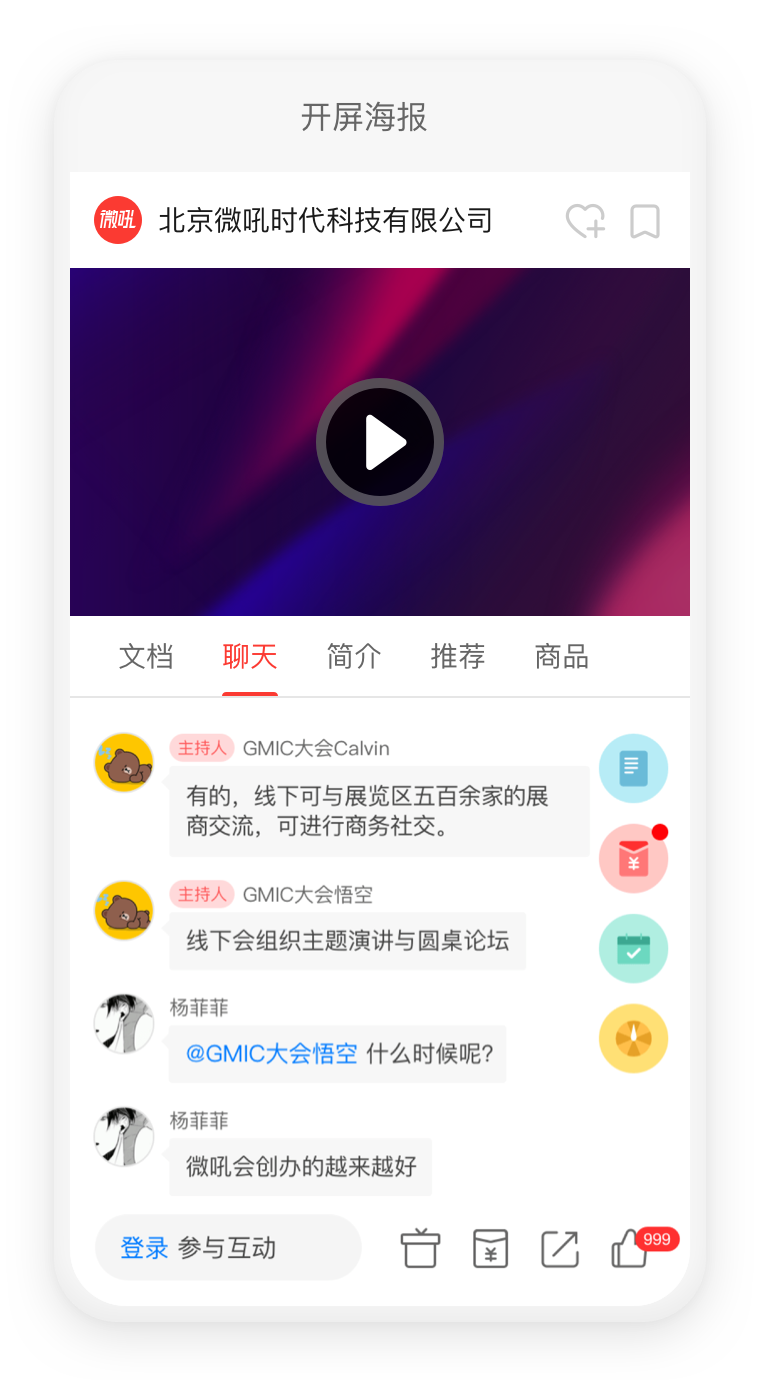 开屏海报
微吼 北京微吼时代科技有限公司
文档 聊天 简介 推荐 商品
主持人 GMIC大会Calvin
有的，线下可与展览区五百余家的展
商交流，可进行商务社交。
¥
主持人 GMIC大会悟空
线下会组织主题演讲与圆桌论坛
杨菲菲
@GMIC大会悟空 什么时候呢?
杨菲菲
微吼会创办的越来越好
登录 参与互动 ¥ 999